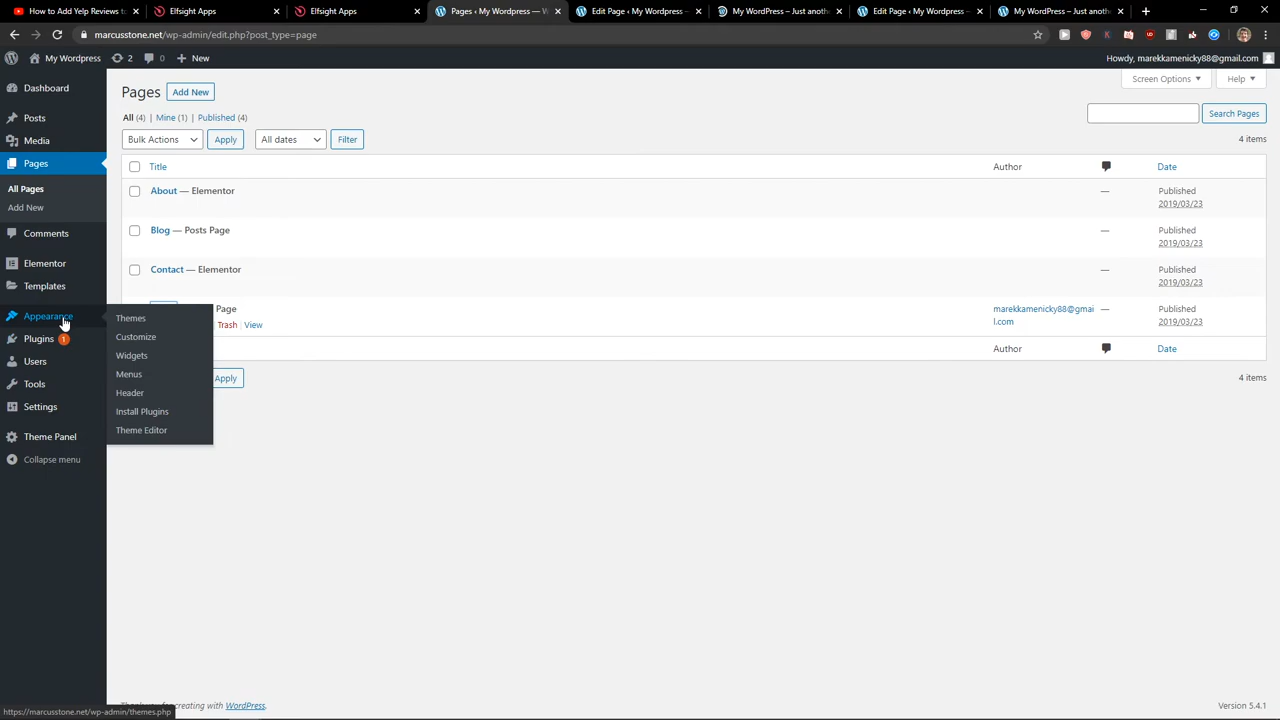 How to Add Yelp Reviews to
Elfsight Apps
Elfsight Apps
Pages ‹ My Wordpress — W
Edit Page ‹ My Wordpress —
My WordPress – Just anoth
Edit Page ‹ My Wordpress —
My WordPress – Just anoth
marcusstone.net/wp-admin/edit.php?post_type=page
My Wordpress
2
0
New
Howdy, marekkamenicky88@gmail.com
Dashboard
Posts
Media
Pages
All Pages
Add New
Comments
Elementor
Templates
Appearance
Plugins 1
Users
Tools
Settings
Theme Panel
Collapse menu
Themes
Customize
Widgets
Menus
Header
Install Plugins
Theme Editor
Pages
Add New
Screen Options
Help
All (4) | Mine (1) | Published (4)
Search Pages
Bulk Actions
Apply
All dates
Filter
4 items
Title
Author
Date
About — Elementor
—
Published
2019/03/23
Blog — Posts Page
—
Published
2019/03/23
Contact — Elementor
—
Published
2019/03/23
Page
Trash | View
marekkamenicky88@gmai
l.com
—
Published
2019/03/23
Author
Date
Apply
4 items
creating with WordPress.
Version 5.4.1
https://marcusstone.net/wp-admin/themes.php